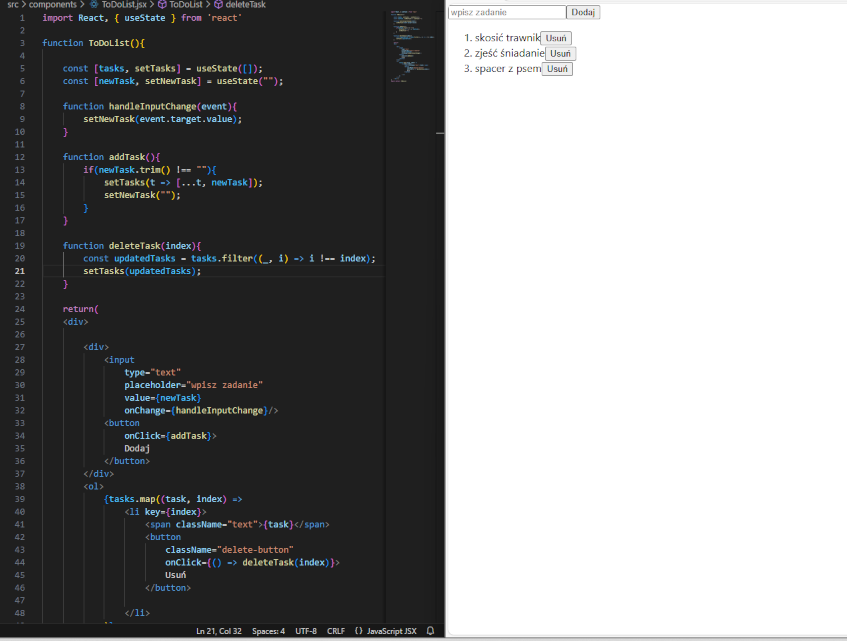 src > components > ToDoList.jsx > ToDoList > deleteTask
1 import React, { useState } from 'react'
2
3 function ToDoList(){
4
5 const [tasks, setTasks] = useState([]);
6 const [newTask, setNewTask] = useState("");
7
8 function handleInputChange(event){
9 setNewTask(event.target.value);
10 }
11
12 function addTask(){
13 if(newTask.trim() !== ""){
14 setTasks(t => [...t, newTask]);
15 setNewTask("");
16 }
17 }
18
19 function deleteTask(index){
20 const updatedTasks = tasks.filter((_, i) => i !== index);
21 setTasks(updatedTasks);
22 }
23
24 return(
25 <div>
26
27 <div>
28 <input
29 type="text"
30 placeholder="wpisz zadanie"
31 value={newTask}
32 onChange={handleInputChange}/>
33 <button
34 onClick={addTask}>
35 Dodaj
36 </button>
37 </div>
38 <ol>
39 {tasks.map((task, index) =>
40 <li key={index}>
41 <span className="text">{task}</span>
42 <button
43 className="delete-button"
44 onClick={() => deleteTask(index)}>
45 Usuń
46 </button>
47
48 </li>
Ln 21, Col 32 Spaces: 4 UTF-8 CRLF {} JavaScript JSX
wpisz zadanie Dodaj
1. skosić trawnik Usuń
2. zjeść śniadanie Usuń
3. spacer z psem Usuń